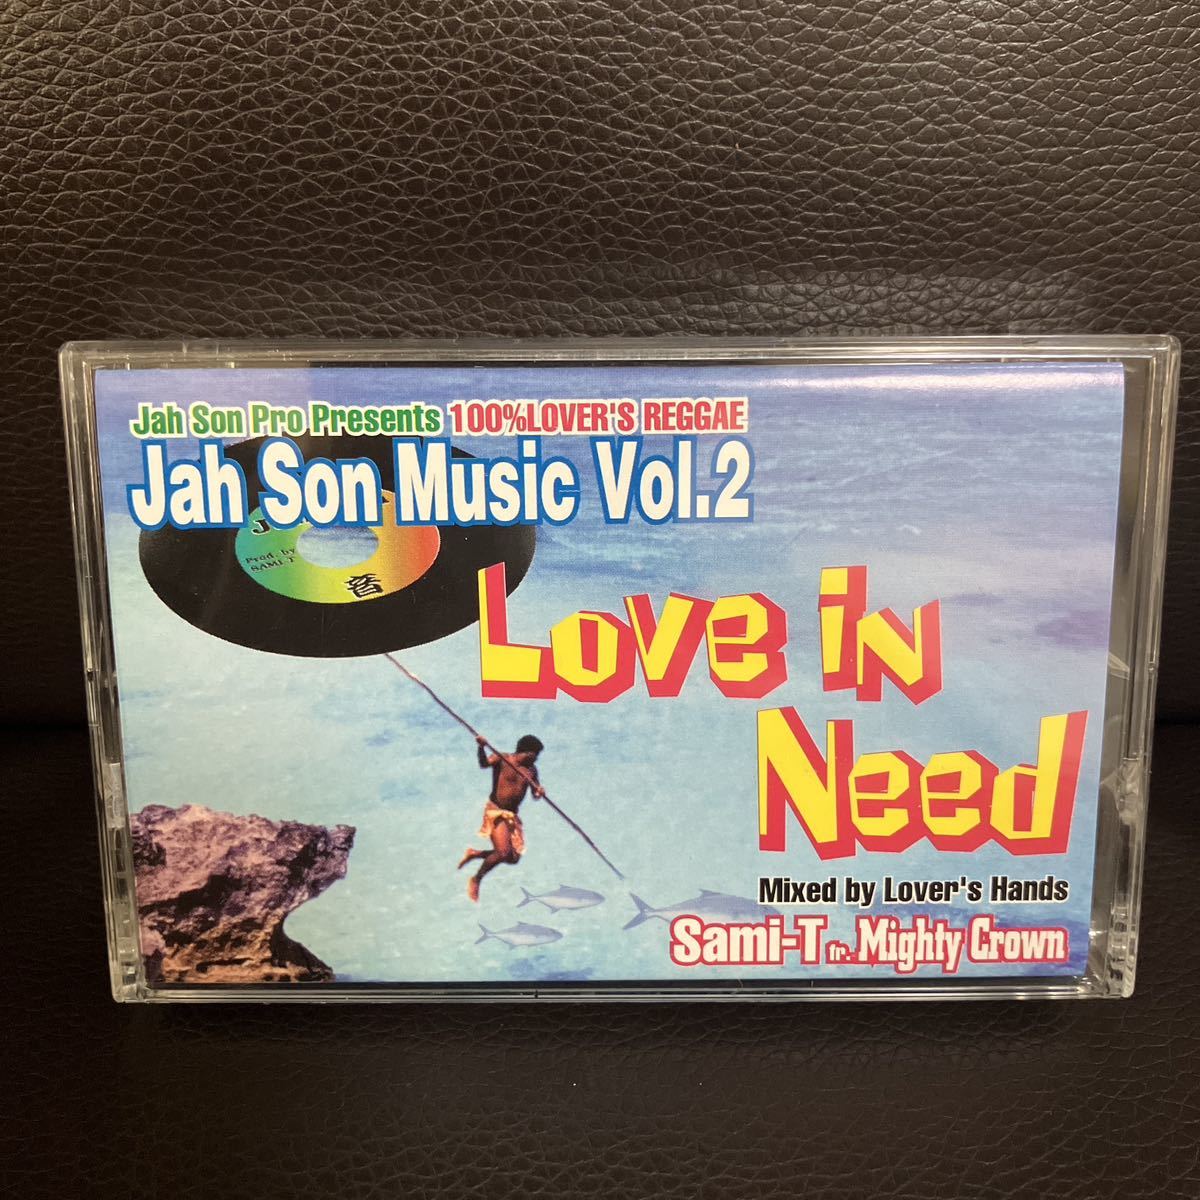 Jah Son Pro Presents 100%LOVER'S REGGAE
Jah Son Music Vol.2
Prod. by
SAMI-T
Love in
Need
Mixed by Lover's Hands
Sami-T fr. Mighty Crown